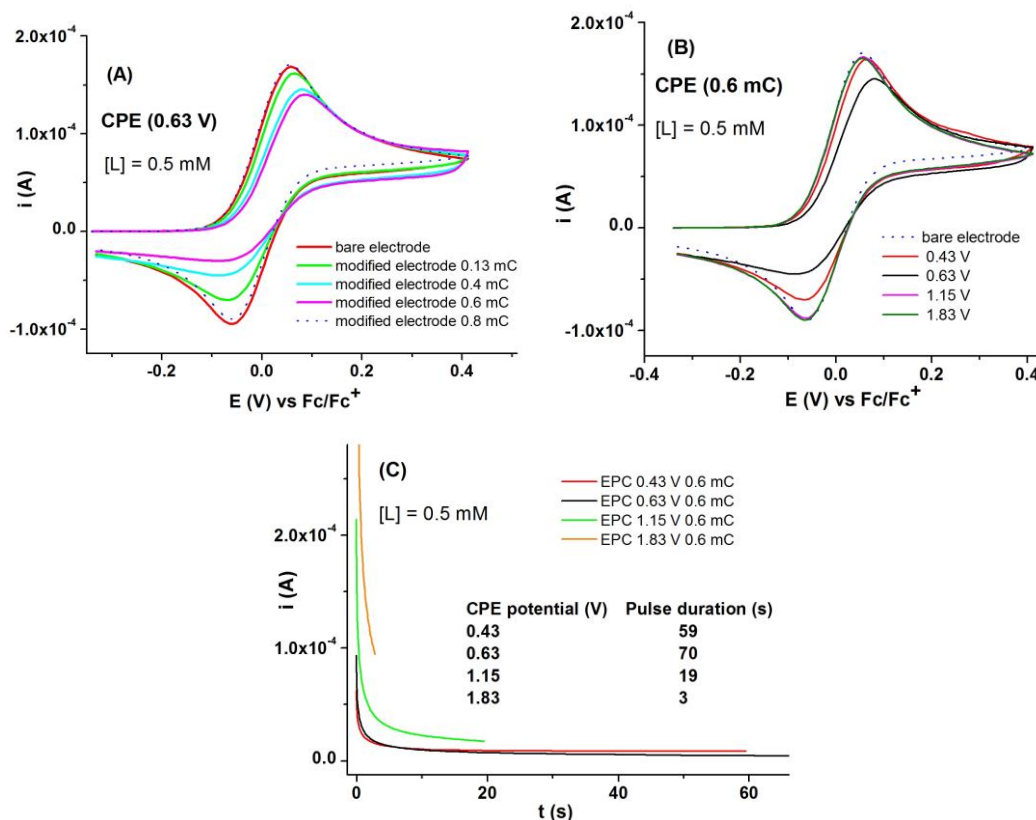 (A)
CPE (0.63 V)
[L] = 0.5 mM
2.0x10⁻⁴
1.0x10⁻⁴
0.0
-1.0x10⁻⁴
i (A)
bare electrode
modified electrode 0.13 mC
modified electrode 0.4 mC
modified electrode 0.6 mC
modified electrode 0.8 mC
-0.2 0.0 0.2 0.4
E (V) vs Fc/Fc⁺
(B)
CPE (0.6 mC)
[L] = 0.5 mM
2.0x10⁻⁴
1.0x10⁻⁴
0.0
-1.0x10⁻⁴
i (A)
bare electrode
0.43 V
0.63 V
1.15 V
1.83 V
-0.4 -0.2 0.0 0.2 0.4
E (V) vs Fc/Fc⁺
(C)
[L] = 0.5 mM
EPC 0.43 V 0.6 mC
EPC 0.63 V 0.6 mC
EPC 1.15 V 0.6 mC
EPC 1.83 V 0.6 mC
2.0x10⁻⁴
1.0x10⁻⁴
0.0
i (A)
CPE potential (V) Pulse duration (s)
0.43 59
0.63 70
1.15 19
1.83 3
0 20 40 60
t (s)